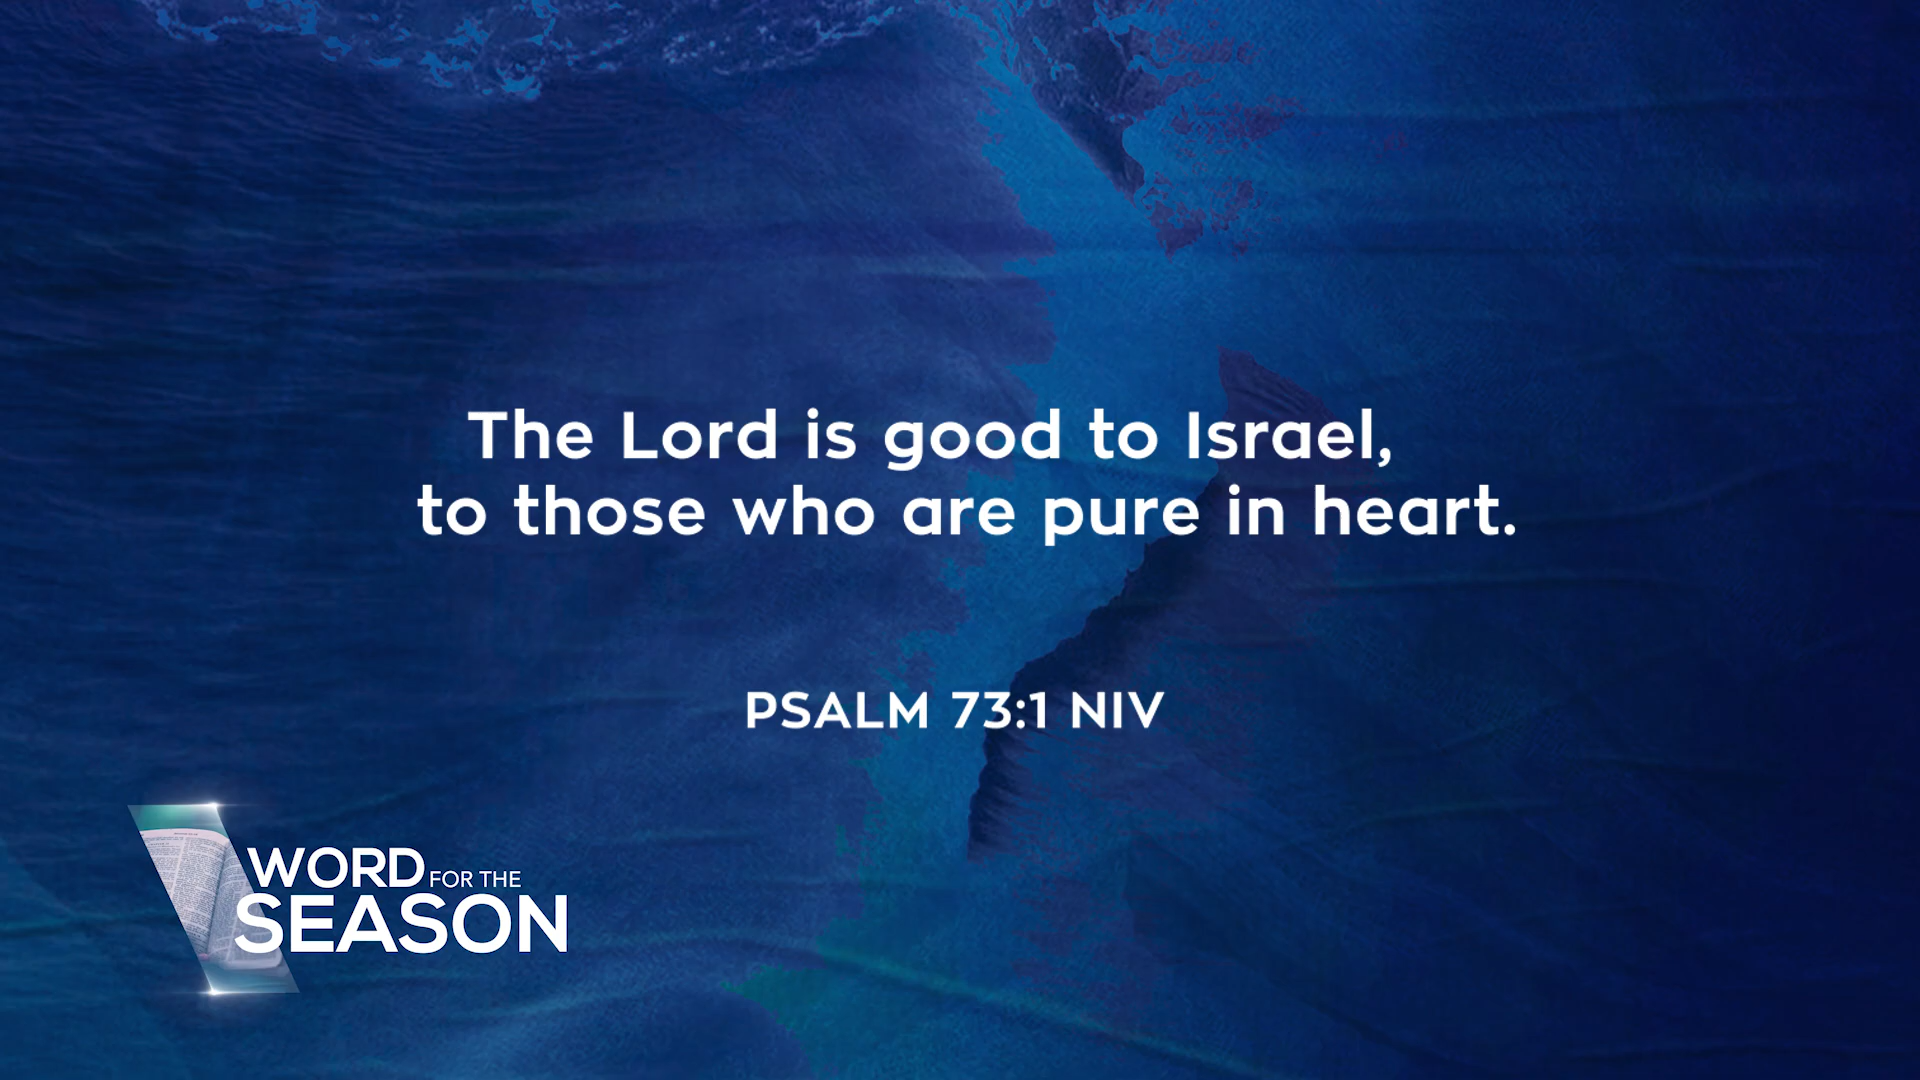 The Lord is good to Israel,
to those who are pure in heart.
PSALM 73:1 NIV
WORD FOR THE
SEASON